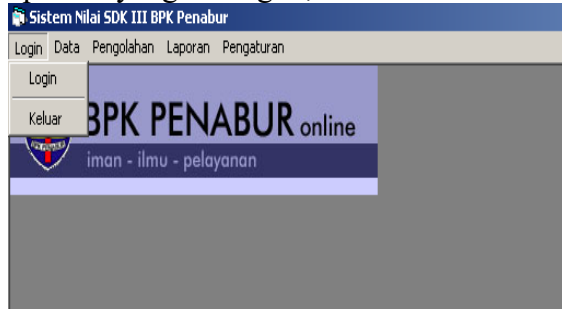 Sistem Nilai SDK III BPK Penabur
Login Data Pengolahan Laporan Pengaturan
Login
Keluar
BPK PENABUR online
iman - ilmu - pelayanan